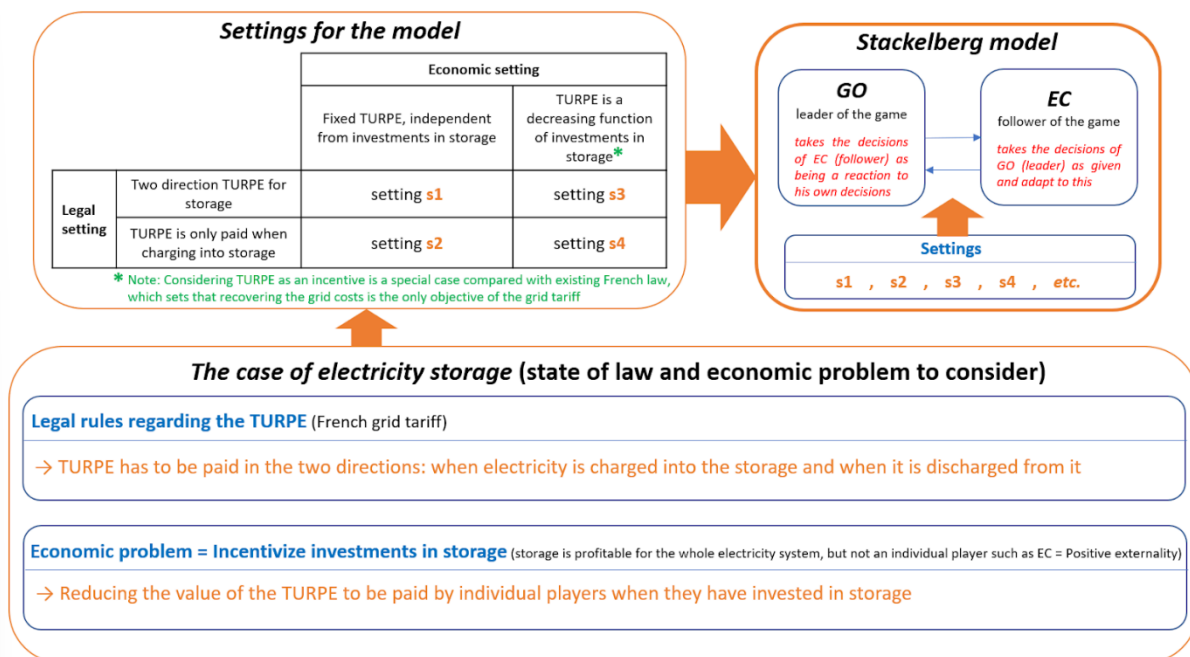 Settings for the model
Economic setting
Fixed TURPE, independent
from investments in storage
TURPE is a
decreasing function
of investments in
storage*
Legal
setting
Two direction TURPE for
storage
setting s1
setting s3
TURPE is only paid when
charging into storage
setting s2
setting s4
* Note: Considering TURPE as an incentive is a special case compared with existing French law,
which sets that recovering the grid costs is the only objective of the grid tariff
Stackelberg model
GO
leader of the game
takes the decisions
of EC (follower) as
being a reaction to
his own decisions
EC
follower of the game
takes the decisions of
GO (leader) as given
and adapt to this
Settings
s1 , s2 , s3 , s4 , etc.
The case of electricity storage (state of law and economic problem to consider)
Legal rules regarding the TURPE (French grid tariff)
→ TURPE has to be paid in the two directions: when electricity is charged into the storage and when it is discharged from it
Economic problem = Incentivize investments in storage (storage is profitable for the whole electricity system, but not an individual player such as EC = Positive externality)
→ Reducing the value of the TURPE to be paid by individual players when they have invested in storage